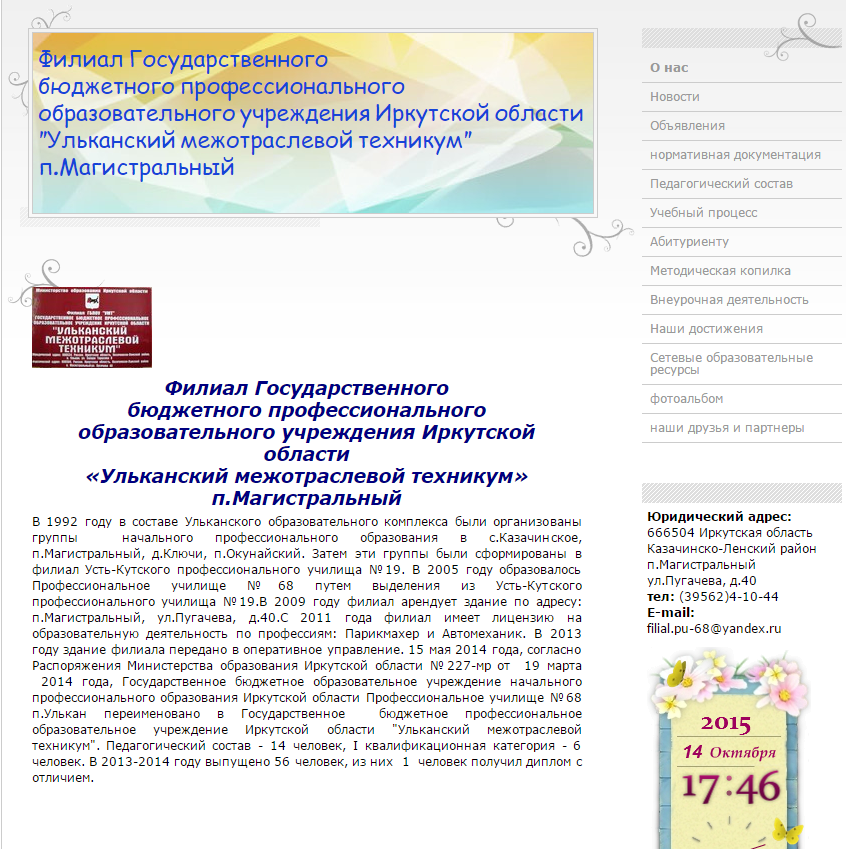 Филиал Государственного
бюджетного профессионального
образовательного учреждения Иркутской области
"Ульканский межотраслевой техникум"
п.Магистральный
Министерство образования Иркутской области
Филиал ГБПОУ "УМТ"
ГОСУДАРСТВЕННОЕ БЮДЖЕТНОЕ ПРОФЕССИОНАЛЬНОЕ
ОБРАЗОВАТЕЛЬНОЕ УЧРЕЖДЕНИЕ ИРКУТСКОЙ ОБЛАСТИ
"УЛЬКАНСКИЙ
МЕЖОТРАСЛЕВОЙ
ТЕХНИКУМ"
Филиал Государственного
бюджетного профессионального
образовательного учреждения Иркутской
области
«Ульканский межотраслевой техникум»
п.Магистральный
В 1992 году в составе Улканского образовательного комплекса были организованы
группы начального профессионального образования в с.Казачинское,
п.Магистральный, д.Ключи, п.Окунайский. Затем эти группы были сформированы в
филиал Усть-Кутского профессионального училища №19. В 2005 году образовалось
Профессиональное училище № 68 путем выделения из Усть-Кутского
профессионального училища №19.В 2009 году филиал арендует здание по адресу:
п.Магистральный, ул.Пугачева, д.40.С 2011 года филиал имеет лицензию на
образовательную деятельность по профессиям: Парикмахер и Автомеханик. В 2013
году здание филиала передано в оперативное управление. 15 мая 2014 года, согласно
Распоряжения Министерства образования Иркутской области №227-мр от 19 марта
2014 года, Государственное бюджетное образовательное учреждение начального
профессионального образования Иркутской области Профессиональное училище №68
п.Улькан переименовано в Государственное бюджетное профессиональное
образовательное учреждение Иркутской области "Ульканский межотраслевой
техникум". Педагогический состав - 14 человек, I квалификационная категория - 6
человек. В 2013-2014 году выпущено 56 человек, из них 1 человек получил диплом с
отличием.
О нас
Новости
Объявления
нормативная документация
Педагогический состав
Учебный процесс
Абитуриенту
Методическая копилка
Внеурочная деятельность
Наши достижения
Сетевые образовательные
ресурсы
фотоальбом
наши друзья и партнеры
Юридический адрес:
666504 Иркутская область
Казачинско-Ленский район
п.Магистральный
ул.Пугачева, д.40
тел: (39562)4-10-44
E-mail:
filial.pu-68@yandex.ru
2015
14 Октября
17:46